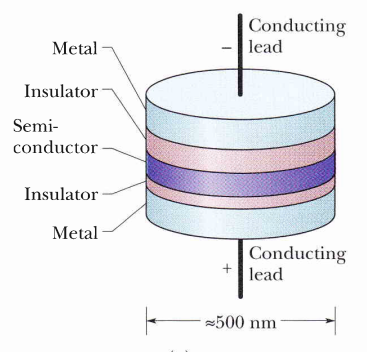 Conducting
lead
−
Metal
Insulator
Semi-
conductor
Insulator
Metal
Conducting
lead
+
≈500 nm